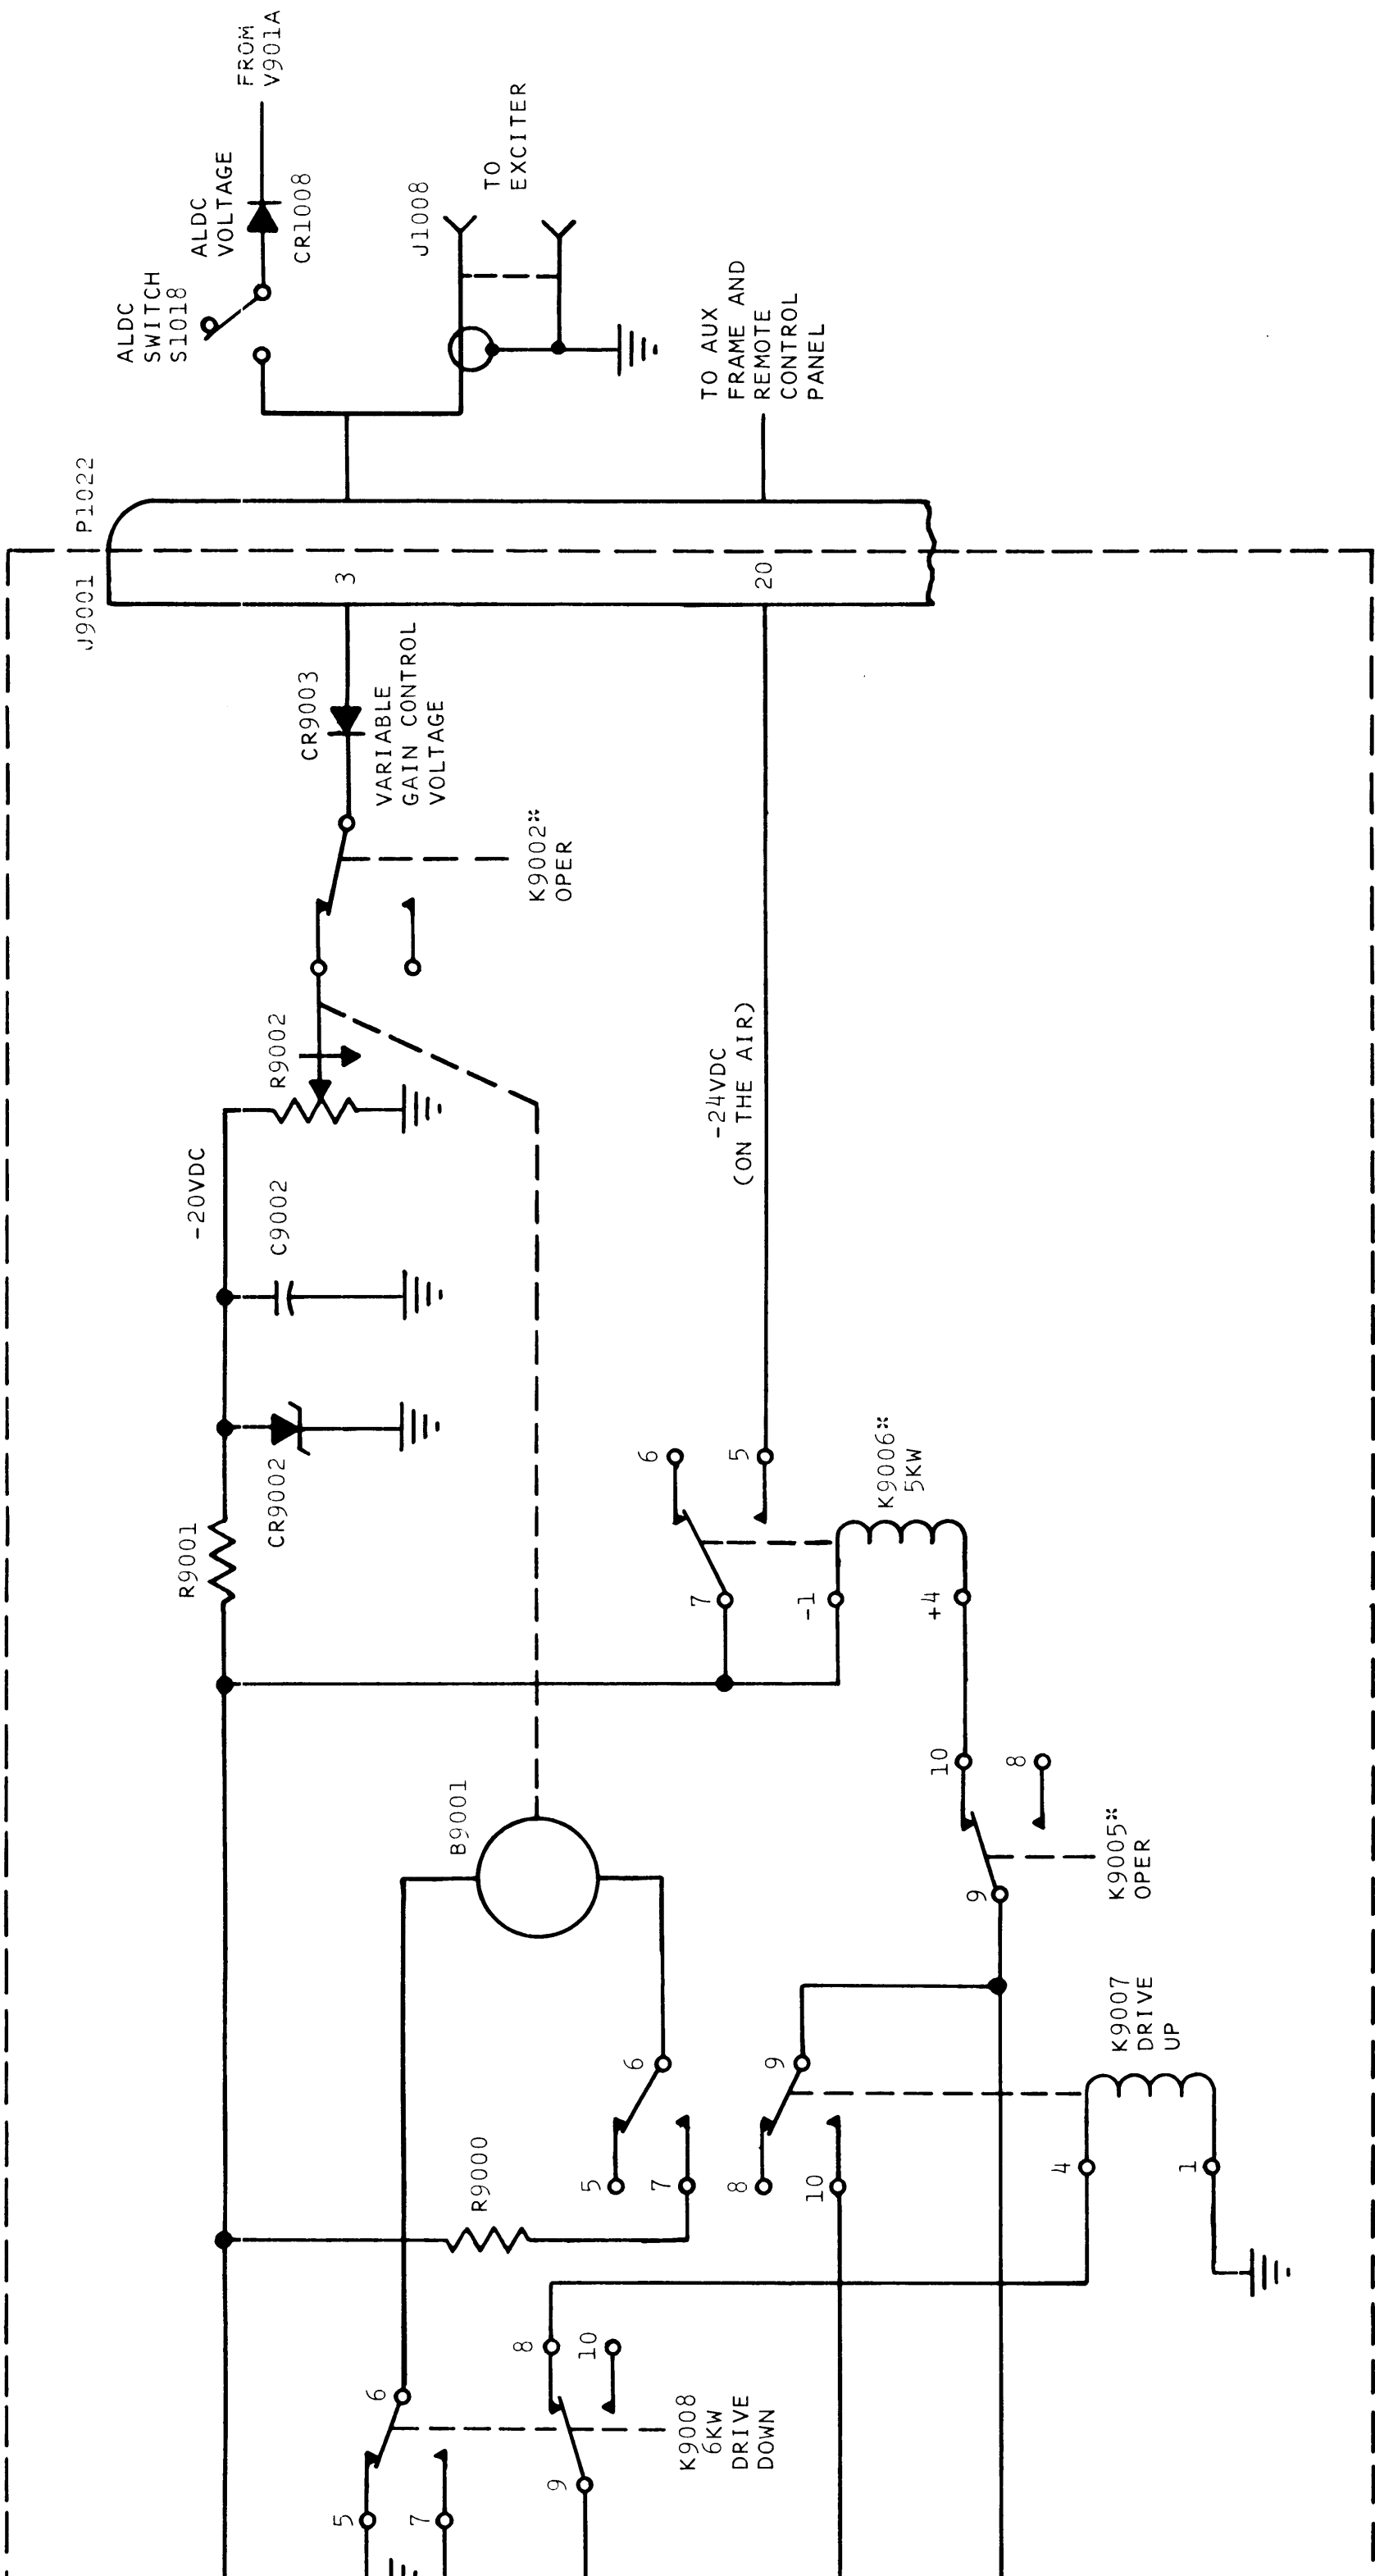 FROM
V901A
ALDC
VOLTAGE
CR1008
ALDC
SWITCH
S1018
J1008
TO
EXCITER
TO AUX
FRAME AND
REMOTE
CONTROL
PANEL
P1022
J9001
3
20
CR9003
VARIABLE
GAIN CONTROL
VOLTAGE
K9002*
OPER
R9002
-20VDC
C9002
-24VDC
(ON THE AIR)
CR9002
R9001
6
5
7
K9006*
5KW
-1
+4
B9001
10
8
9
K9005*
OPER
K9007
DRIVE
UP
6
9
5
7
8
10
4
1
R9000
8
10
6
9
5
7
K9008
6KW
DRIVE
DOWN